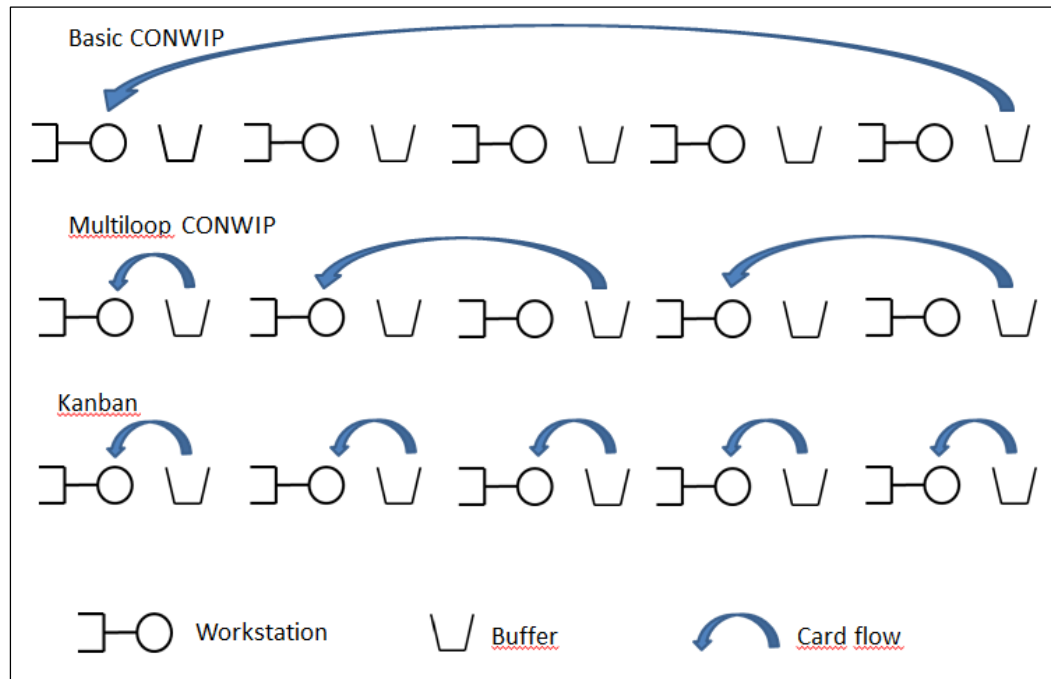 Basic CONWIP
Multiloop CONWIP
Kanban
Workstation
Buffer
Card flow